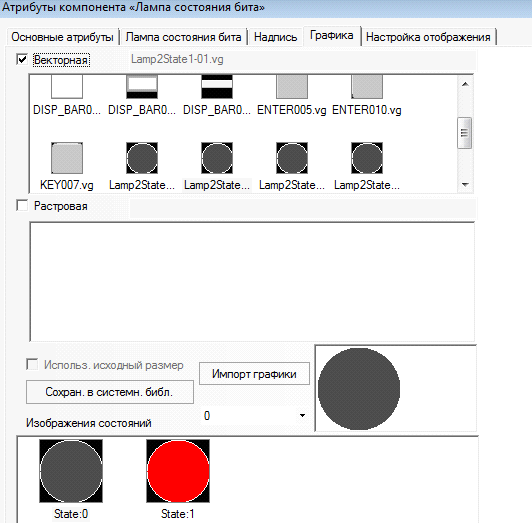 Атрибуты компонента «Лампа состояния бита»
Основные атрибуты Лампа состояния бита Надпись Графика Настройка отображения
Векторная Lamp2State1-01.vg
DISP_BAR0... DISP_BAR0... DISP_BAR0... ENTER005.vg ENTER010.vg
KEY007.vg Lamp2State... Lamp2State... Lamp2State... Lamp2State...
Растровая
Использ. исходный размер
Импорт графики
Сохран. в системн. библ.
0
Изображения состояний
State:0 State:1